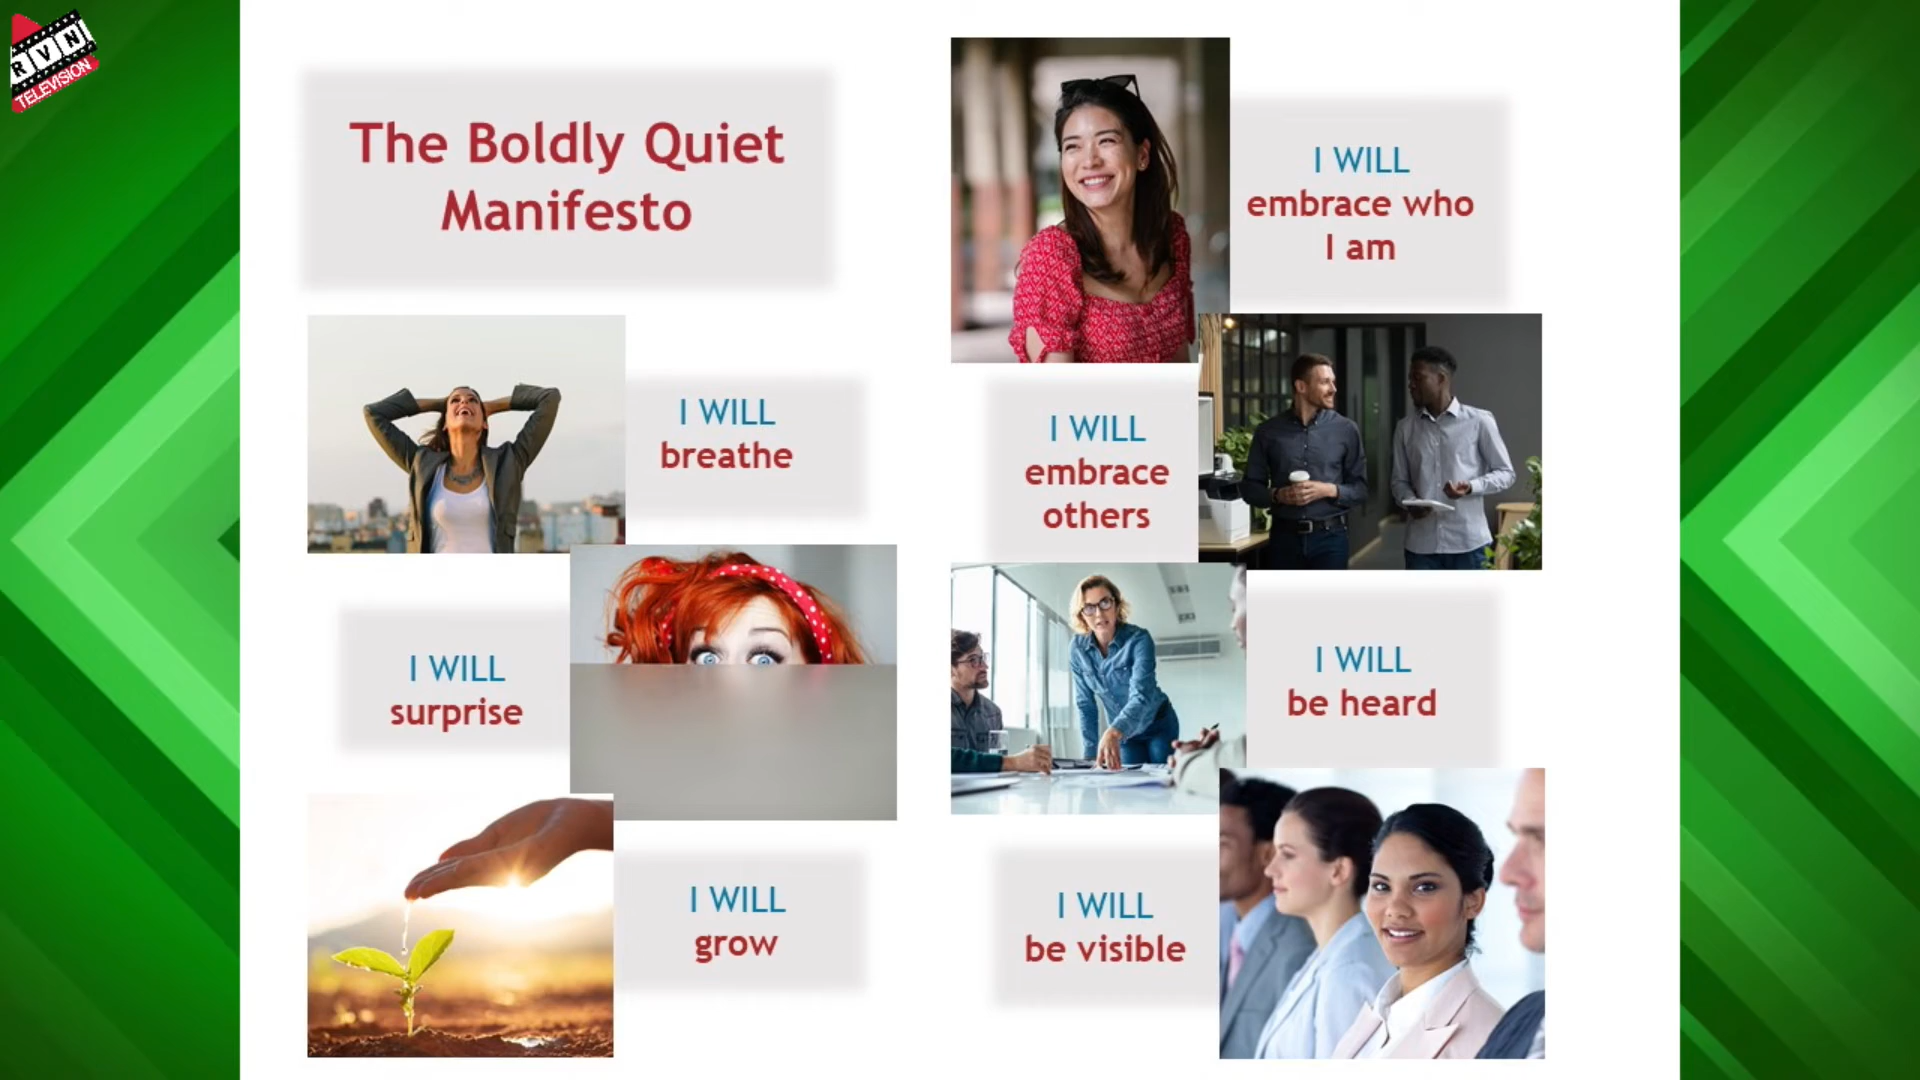 RVN
TELEVISION
The Boldly Quiet
Manifesto
I WILL
breathe
I WILL
surprise
I WILL
grow
I WILL
embrace who
I am
I WILL
embrace
others
I WILL
be heard
I WILL
be visible